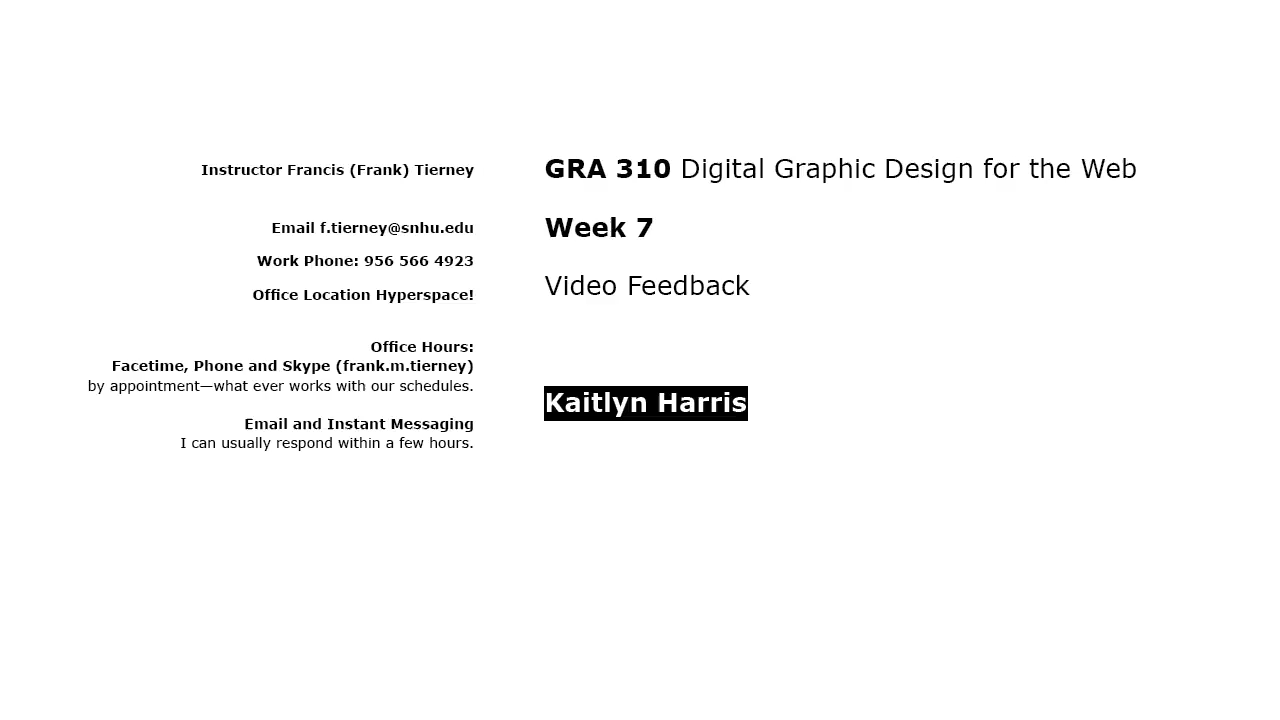 Instructor Francis (Frank) Tierney
Email f.tierney@snhu.edu
Work Phone: 956 566 4923
Office Location Hyperspace!
Office Hours:
Facetime, Phone and Skype (frank.m.tierney)
by appointment—what ever works with our schedules.
Email and Instant Messaging
I can usually respond within a few hours.
GRA 310 Digital Graphic Design for the Web
Week 7
Video Feedback
Kaitlyn Harris